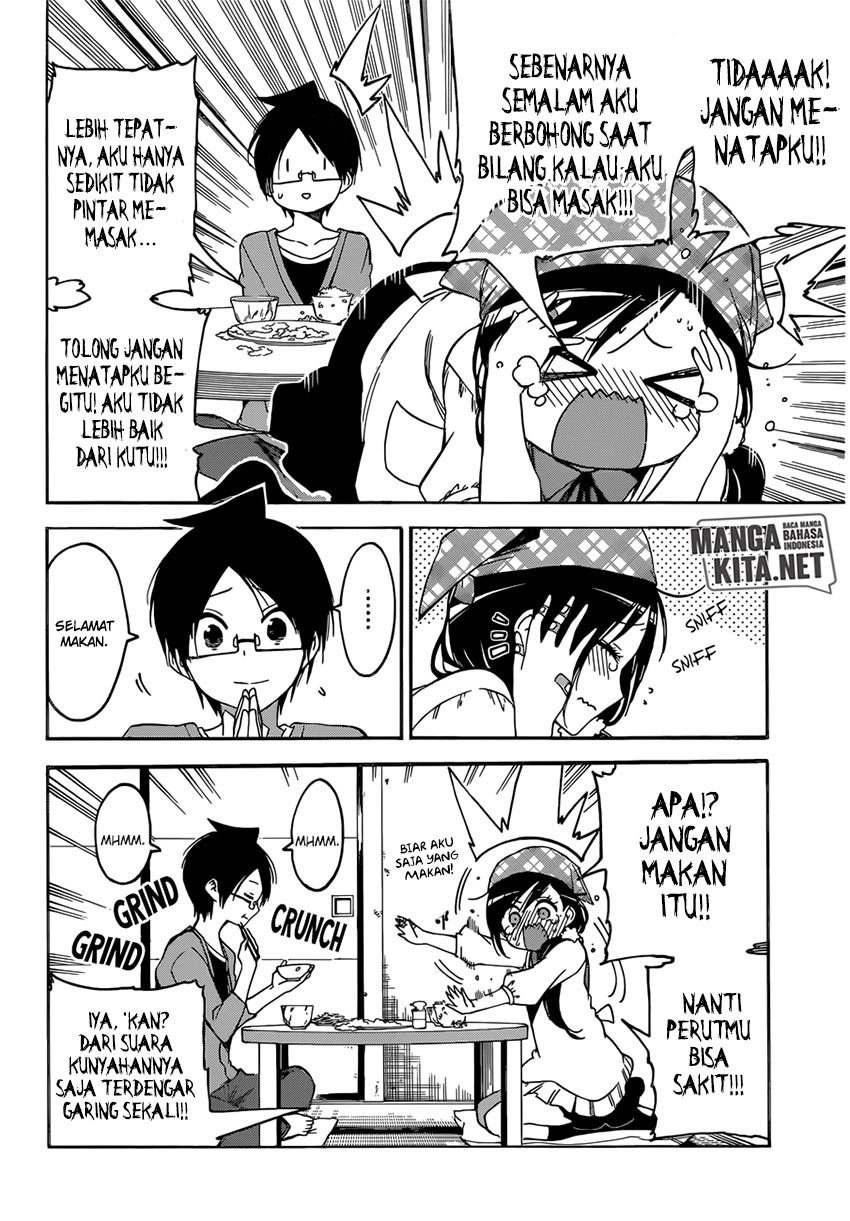 TIDAAAAK!
JANGAN ME-
NATAPKU!!
SEBENARNYA
SEMALAM AKU
BERBOHONG SAAT
BILANG KALAU AKU
BISA MASAK!!!
LEBIH TEPAT-
NYA, AKU HANYA
SEDIKIT TIDAK
PINTAR ME-
MASAK...
TOLONG JANGAN
MENATAPKU BE-
GITU! AKU TIDAK
LEBIH BAIK
DARI KUTU!!!
MANGA
KITA.NET
BACA MANGA
BAHASA
INDONESIA
SNIFF
SNIFF
......
SELAMAT
MAKAN.
APA!?
JANGAN
MAKAN
ITU!!
NANTI
PERUTMU
BISA
SAKIT!!!
BIAR AKU
SAJA YANG
MAKAN!
MHMM.
MHMM.
CRUNCH
GRIND
GRIND
IYA, 'KAN?
DARI SUARA
KUNYAHANNYA
SAJA TERDENGAR
GARING SEKALI!!